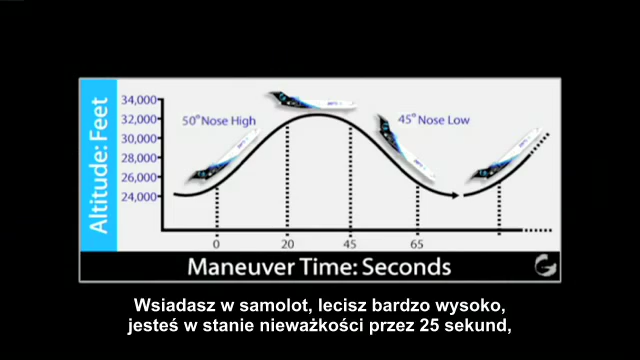 Altitude: Feet
34,000
32,000
30,000
28,000
26,000
24,000
50° Nose High
45° Nose Low
0
20
45
65
Maneuver Time: Seconds
Wsiadasz w samolot, lecisz bardzo wysoko,
jesteś w stanie nieważkości przez 25 sekund,